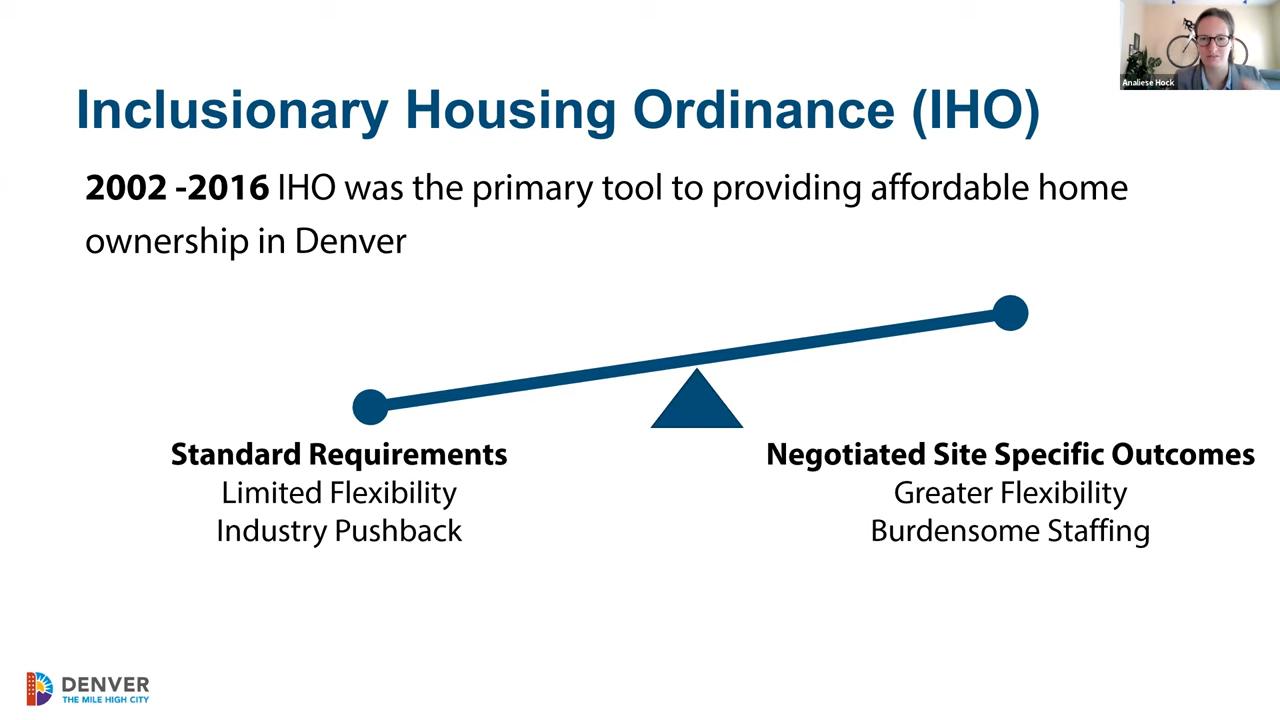 Analiese Hock
Inclusionary Housing Ordinance (IHO)
2002 -2016 IHO was the primary tool to providing affordable home
ownership in Denver
Standard Requirements
Limited Flexibility
Industry Pushback
Negotiated Site Specific Outcomes
Greater Flexibility
Burdensome Staffing
DENVER
THE MILE HIGH CITY